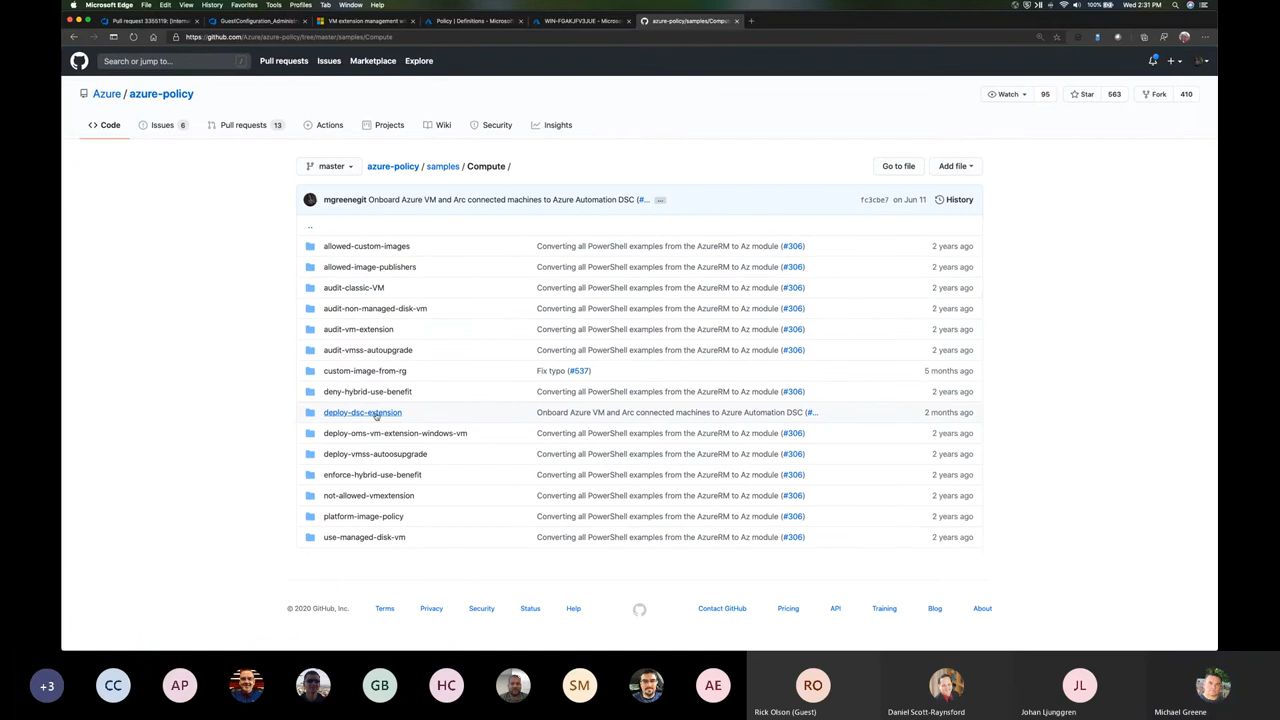 Microsoft Edge File Edit View History Favorites Tools Profiles Tab Window Help 100% Wed 2:31 PM
Pull request 3355119: [Interna GuestConfiguration_Administ VM extension management wit Policy | Definitions - Microsof WIN-FGAKJFV3JUE - Microsof azure-policy/samples/Comput
https://github.com/Azure/azure-policy/tree/master/samples/Compute
Search or jump to... / Pull requests Issues Marketplace Explore
Azure / azure-policy Watch 95 Star 563 Fork 410
Code Issues 6 Pull requests 13 Actions Projects Wiki Security Insights
master azure-policy / samples / Compute / Go to file Add file
mgreenegit Onboard Azure VM and Arc connected machines to Azure Automation DSC (#... ... fc3cbe7 on Jun 11 History
..
allowed-custom-images Converting all PowerShell examples from the AzureRM to Az module (#306) 2 years ago
allowed-image-publishers Converting all PowerShell examples from the AzureRM to Az module (#306) 2 years ago
audit-classic-VM Converting all PowerShell examples from the AzureRM to Az module (#306) 2 years ago
audit-non-managed-disk-vm Converting all PowerShell examples from the AzureRM to Az module (#306) 2 years ago
audit-vm-extension Converting all PowerShell examples from the AzureRM to Az module (#306) 2 years ago
audit-vmss-autoupgrade Converting all PowerShell examples from the AzureRM to Az module (#306) 2 years ago
custom-image-from-rg Fix typo (#537) 5 months ago
deny-hybrid-use-benefit Converting all PowerShell examples from the AzureRM to Az module (#306) 2 years ago
deploy-dsc-extension Onboard Azure VM and Arc connected machines to Azure Automation DSC (#... 2 months ago
deploy-oms-vm-extension-windows-vm Converting all PowerShell examples from the AzureRM to Az module (#306) 2 years ago
deploy-vmss-autoosupgrade Converting all PowerShell examples from the AzureRM to Az module (#306) 2 years ago
enforce-hybrid-use-benefit Converting all PowerShell examples from the AzureRM to Az module (#306) 2 years ago
not-allowed-vmextension Converting all PowerShell examples from the AzureRM to Az module (#306) 2 years ago
platform-image-policy Converting all PowerShell examples from the AzureRM to Az module (#306) 2 years ago
use-managed-disk-vm Converting all PowerShell examples from the AzureRM to Az module (#306) 2 years ago
© 2020 GitHub, Inc. Terms Privacy Security Status Help Contact GitHub Pricing API Training Blog About
+3 CC AP GB HC SM AE RO JL
Rick Olson (Guest) Daniel Scott-Raynsford Johan Ljunggren Michael Greene